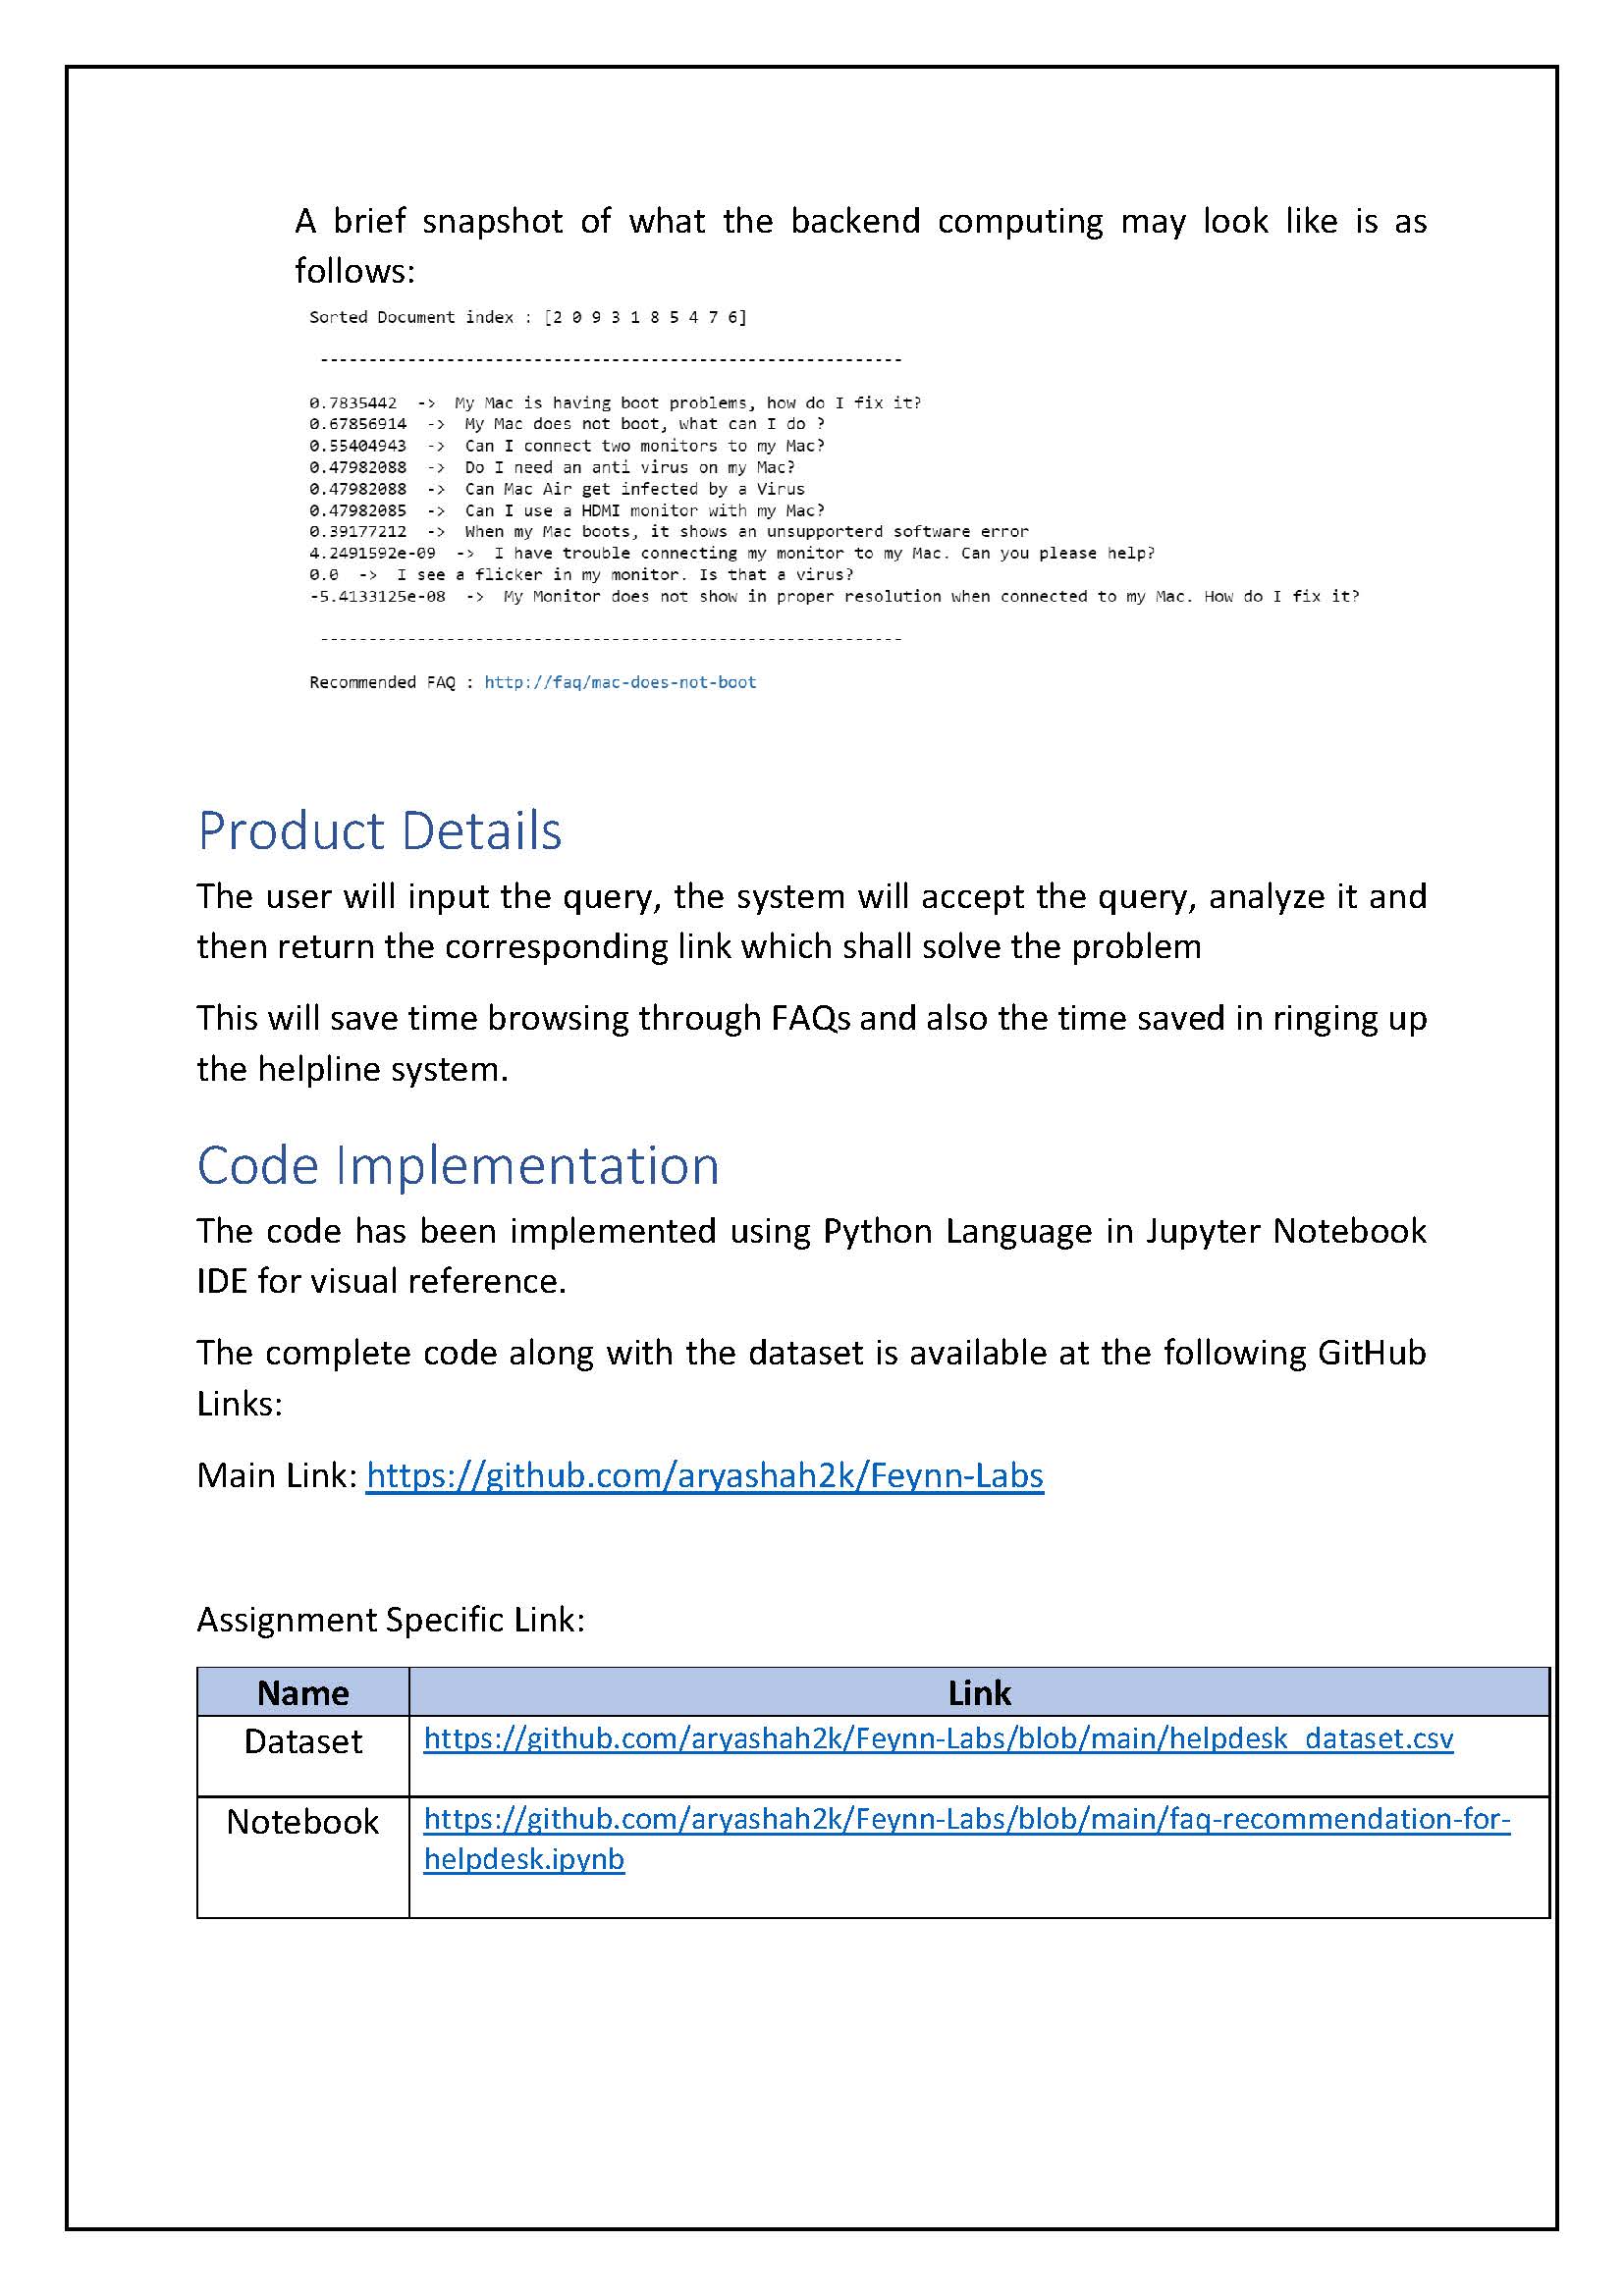 A brief snapshot of what the backend computing may look like is as
follows:
Sorted Document index : [2 0 9 3 1 8 5 4 7 6]
------------------------------------------------------------
0.7835442  ->  My Mac is having boot problems, how do I fix it?
0.67856914  ->  My Mac does not boot, what can I do ?
0.55404943  ->  Can I connect two monitors to my Mac?
0.47982088  ->  Do I need an anti virus on my Mac?
0.47982088  ->  Can Mac Air get infected by a Virus
0.47982085  ->  Can I use a HDMI monitor with my Mac?
0.39177212  ->  When my Mac boots, it shows an unsupporterd software error
4.2491592e-09  ->  I have trouble connecting my monitor to my Mac. Can you please help?
0.0  ->  I see a flicker in my monitor. Is that a virus?
-5.4133125e-08  ->  My Monitor does not show in proper resolution when connected to my Mac. How do I fix it?
------------------------------------------------------------
Recommended FAQ : http://faq/mac-does-not-boot
Product Details
The user will input the query, the system will accept the query, analyze it and
then return the corresponding link which shall solve the problem
This will save time browsing through FAQs and also the time saved in ringing up
the helpline system.
Code Implementation
The code has been implemented using Python Language in Jupyter Notebook
IDE for visual reference.
The complete code along with the dataset is available at the following GitHub
Links:
Main Link: https://github.com/aryashah2k/Feynn-Labs
Assignment Specific Link:
Name Link
Dataset https://github.com/aryashah2k/Feynn-Labs/blob/main/helpdesk_dataset.csv
Notebook https://github.com/aryashah2k/Feynn-Labs/blob/main/faq-recommendation-for-
helpdesk.ipynb